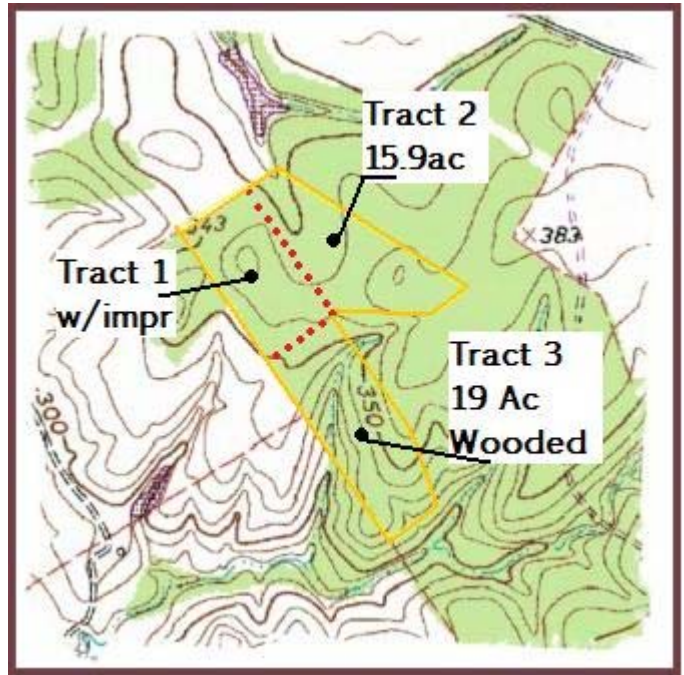 Tract 2
15.9ac
343
×383
Tract 1
w/impr
Tract 3
19 Ac
Wooded
350
300